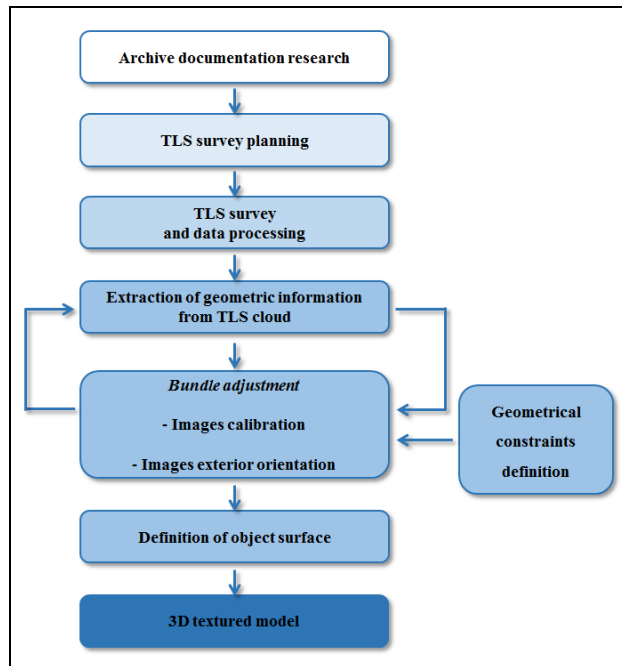 Archive documentation research
TLS survey planning
TLS survey
and data processing
Extraction of geometric information
from TLS cloud
Bundle adjustment
- Images calibration
- Images exterior orientation
Geometrical
constraints
definition
Definition of object surface
3D textured model